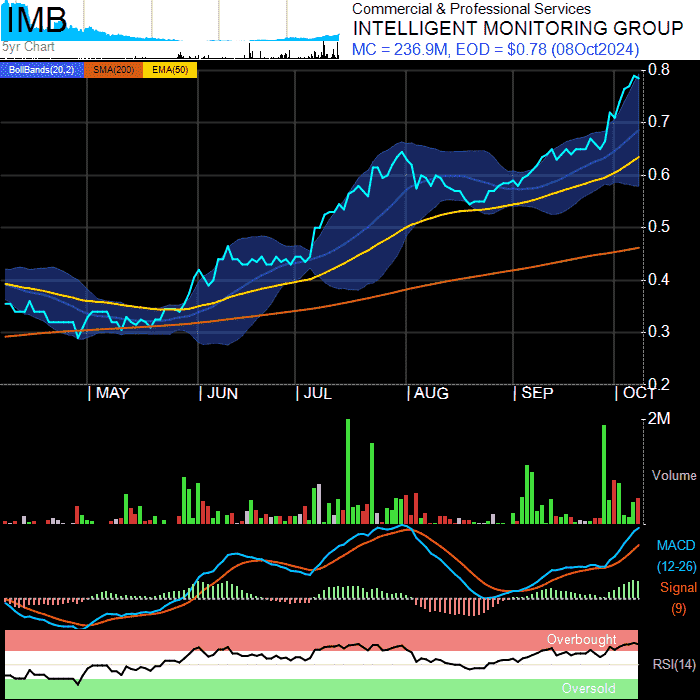 IMB
5yr Chart
Commercial & Professional Services
INTELLIGENT MONITORING GROUP
MC = 236.9M, EOD = $0.78 (08Oct2024)
BollBands(20,2) SMA(200) EMA(50)
0.8
0.7
0.6
0.5
0.4
0.3
0.2
MAY JUN JUL AUG SEP OCT
2M
Volume
MACD
(12-26)
Signal
(9)
Overbought
RSI(14)
Oversold